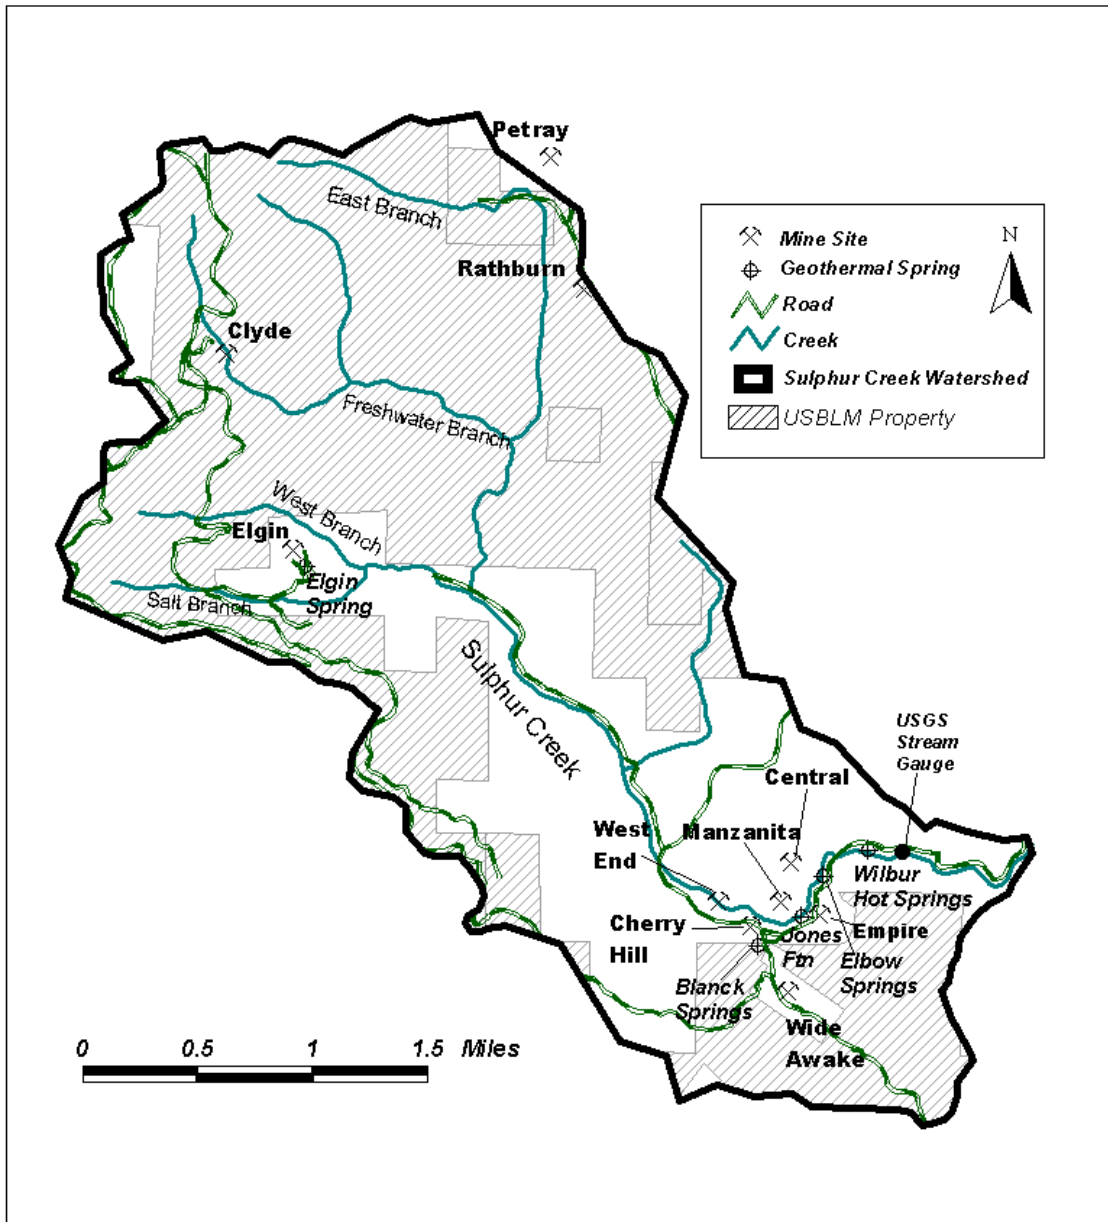 Petray
East Branch
Rathburn
Clyde
Freshwater Branch
West Branch
Elgin
Elgin
Spring
Salt Branch
Sulphur Creek
N
Mine Site
Geothermal Spring
Road
Creek
Sulphur Creek Watershed
USBLM Property
USGS
Stream
Gauge
Central
West
End
Manzanita
Wilbur
Hot Springs
Cherry
Hill
Jones
Ftn
Empire
Elbow
Springs
Blanck
Springs
Wide
Awake
0 0.5 1 1.5 Miles